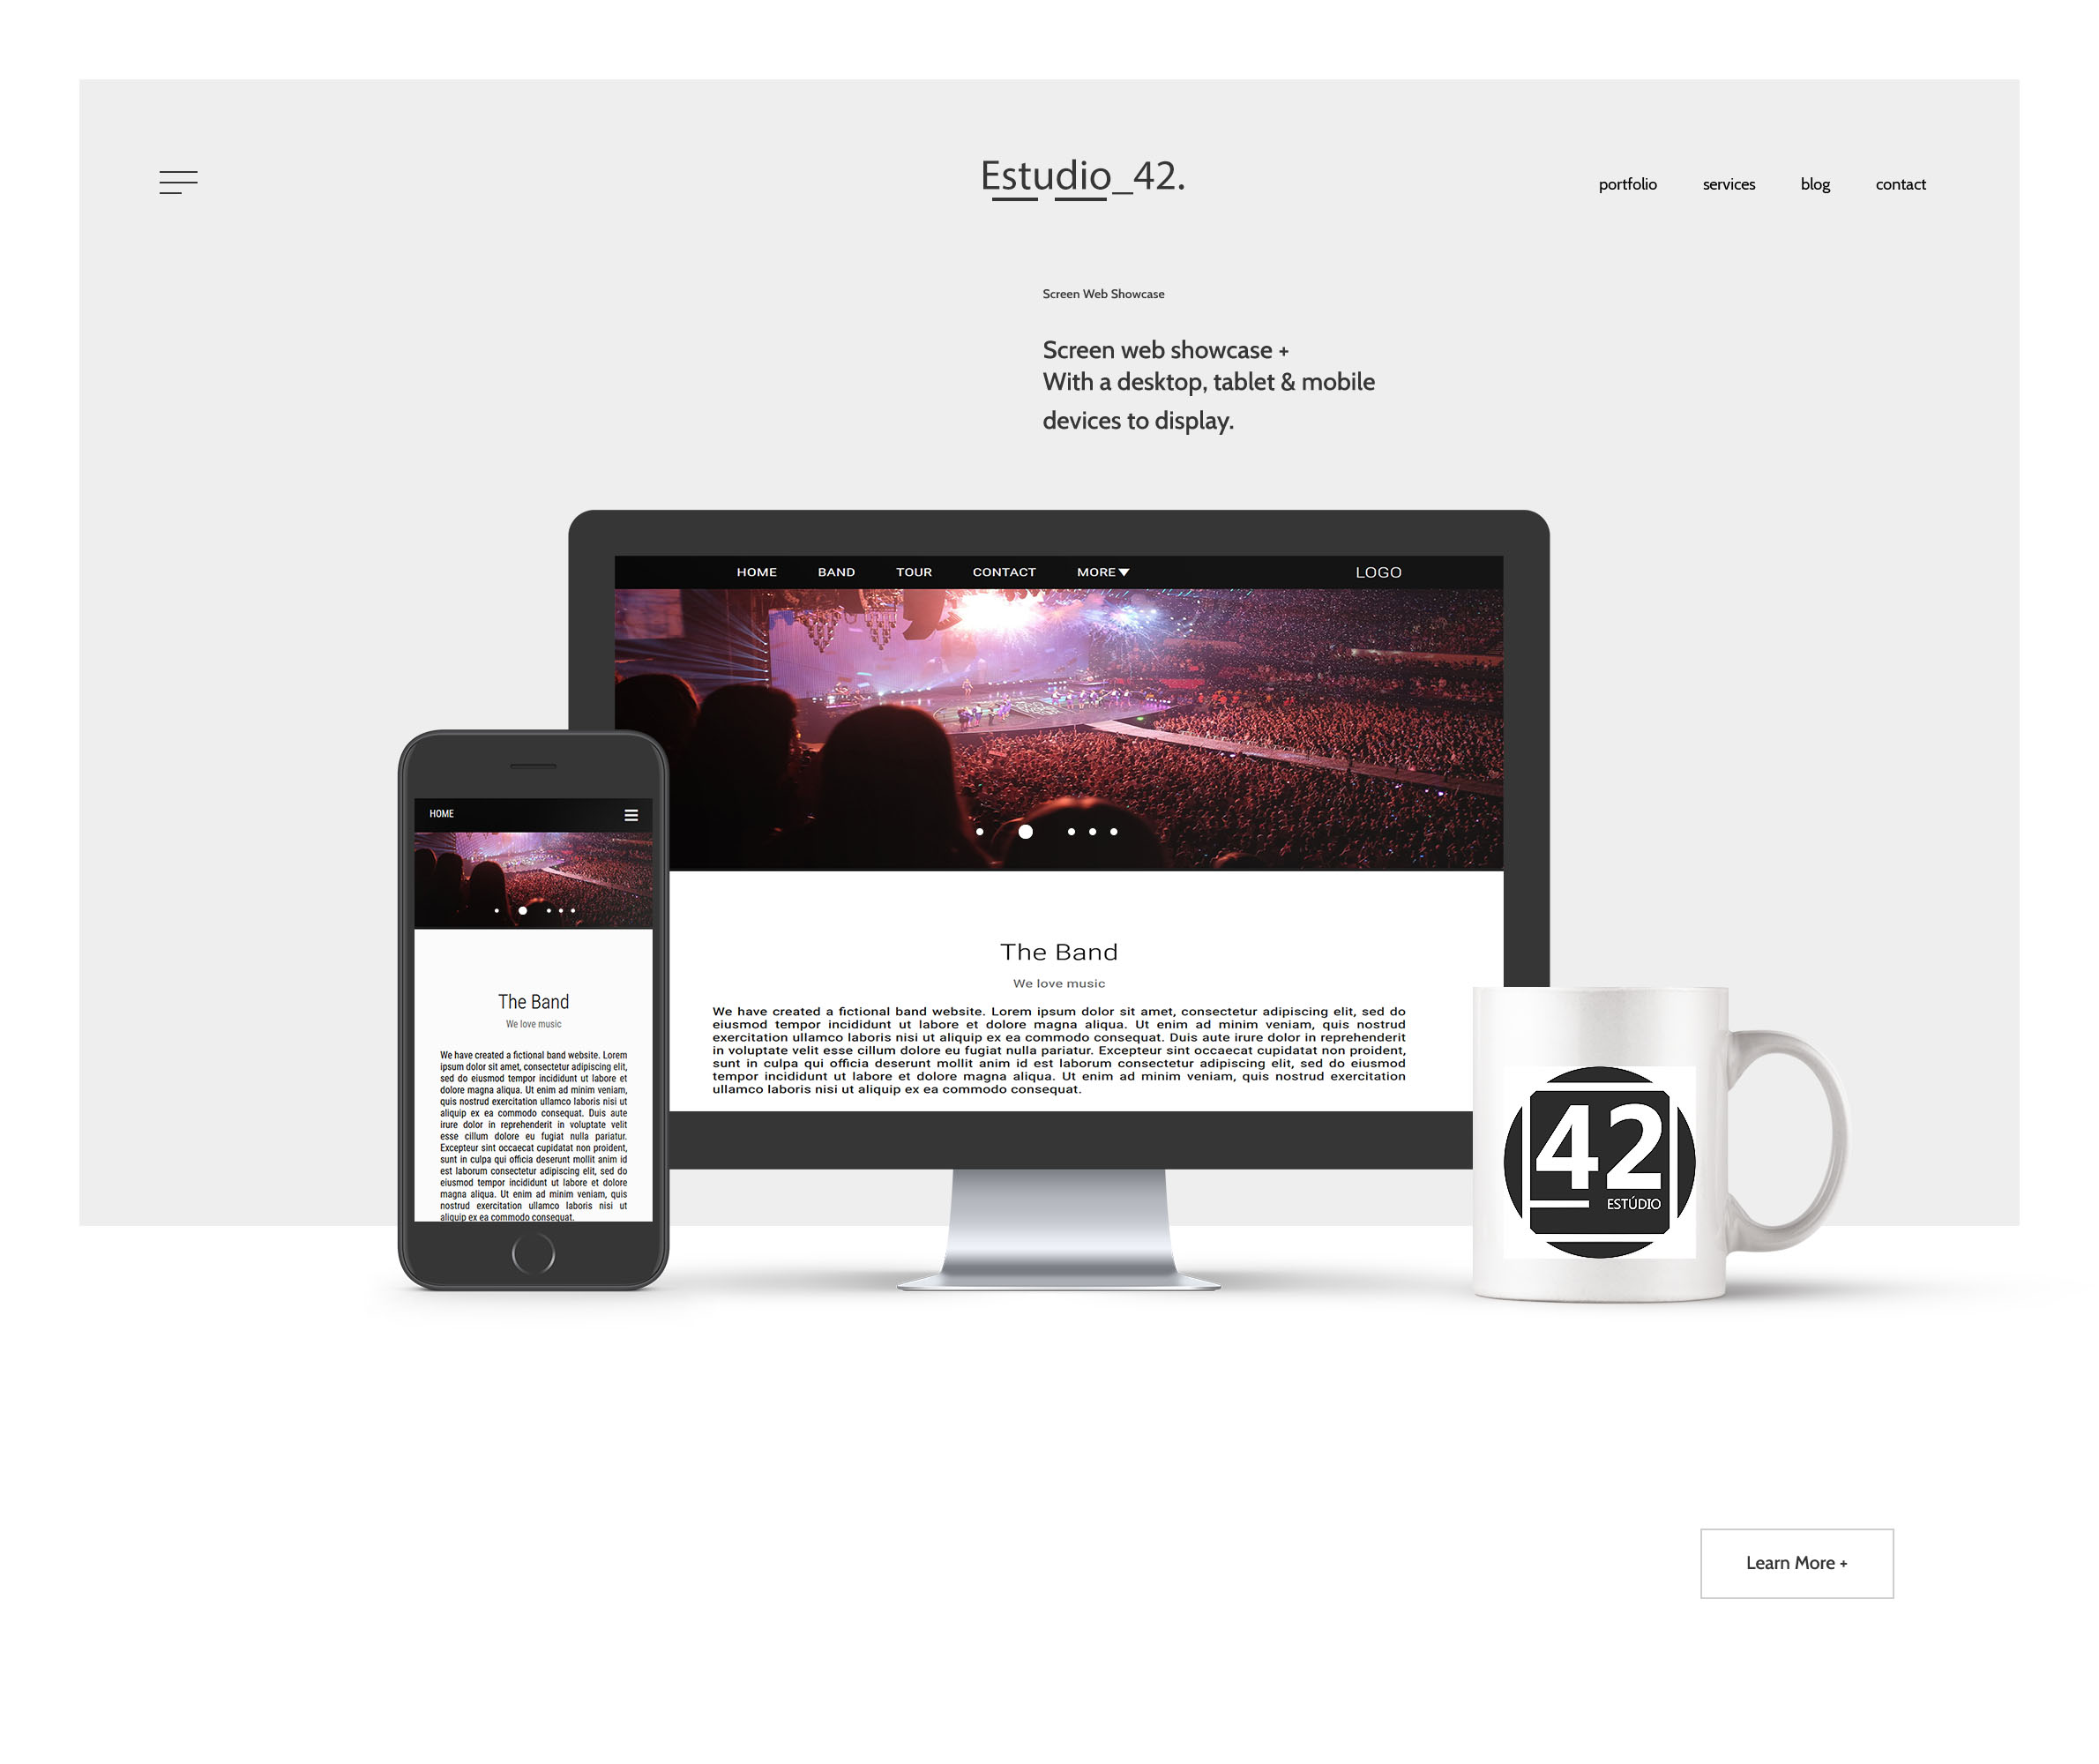 Estudio_42.
portfolio services blog contact
Screen Web Showcase
Screen web showcase +
With a desktop, tablet & mobile
devices to display.
HOME BAND TOUR CONTACT MORE LOGO
The Band
We love music
We have created a fictional band website. Lorem ipsum dolor sit amet, consectetur adipiscing elit, sed do
eiusmod tempor incididunt ut labore et dolore magna aliqua. Ut enim ad minim veniam, quis nostrud
exercitation ullamco laboris nisi ut aliquip ex ea commodo consequat. Duis aute irure dolor in reprehenderit
in voluptate velit esse cillum dolore eu fugiat nulla pariatur. Excepteur sint occaecat cupidatat non proident,
sunt in culpa qui officia deserunt mollit anim id est laborum consectetur adipiscing elit, sed do eiusmod
tempor incididunt ut labore et dolore magna aliqua. Ut enim ad minim veniam, quis nostrud exercitation
ullamco laboris nisi ut aliquip ex ea commodo consequat.
HOME
The Band
We love music
We have created a fictional band website. Lorem
ipsum dolor sit amet, consectetur adipiscing elit,
sed do eiusmod tempor incididunt ut labore et
dolore magna aliqua. Ut enim ad minim veniam,
quis nostrud exercitation ullamco laboris nisi ut
aliquip ex ea commodo consequat. Duis aute
irure dolor in reprehenderit in voluptate velit
esse cillum dolore eu fugiat nulla pariatur.
Excepteur sint occaecat cupidatat non proident,
sunt in culpa qui officia deserunt mollit anim id
est laborum consectetur adipiscing elit, sed do
eiusmod tempor incididunt ut labore et dolore
magna aliqua. Ut enim ad minim veniam, quis
nostrud exercitation ullamco laboris nisi ut
aliquip ex ea commodo consequat.
42
ESTÚDIO
Learn More +